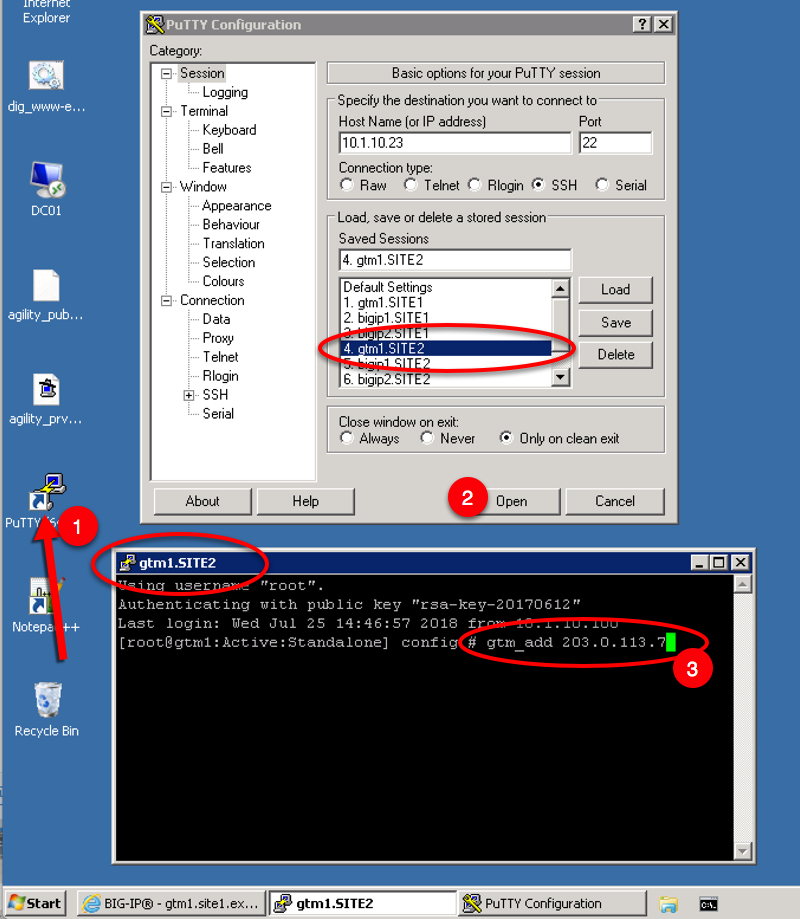 Internet
Explorer
dig_www-e...
DC01
agility_pub...
agility_prv...
PuTTY
1
Notepad++
Recycle Bin
PuTTY Configuration
Category:
Session
Logging
Terminal
Keyboard
Bell
Features
Window
Appearance
Behaviour
Translation
Selection
Colours
Connection
Data
Proxy
Telnet
Rlogin
SSH
Serial
Basic options for your PuTTY session
Specify the destination you want to connect to
Host Name (or IP address) Port
10.1.10.23 22
Connection type:
Raw Telnet Rlogin SSH Serial
Load, save or delete a stored session
Saved Sessions
4. gtm1.SITE2
Default Settings
1. gtm1.SITE1
2. bigip1.SITE1
3. bigip2.SITE1
4. gtm1.SITE2
5. bigip1.SITE2
6. bigip2.SITE2
Load
Save
Delete
Close window on exit:
Always Never Only on clean exit
About Help 2 Open Cancel
gtm1.SITE2
Using username "root".
Authenticating with public key "rsa-key-20170612"
Last login: Wed Jul 25 14:46:57 2018 from 10.1.10.100
[root@gtm1:Active:Standalone] config # gtm_add 203.0.113.7
3
Start BIG-IP® - gtm1.site1.ex... gtm1.SITE2 PuTTY Configuration